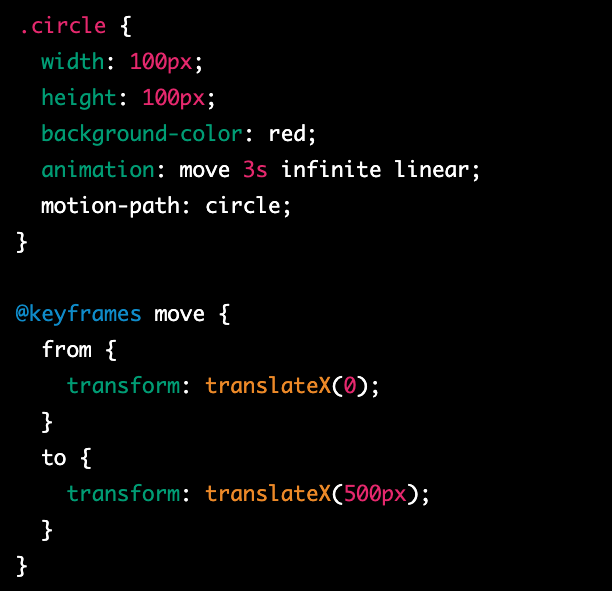 .circle {
  width: 100px;
  height: 100px;
  background-color: red;
  animation: move 3s infinite linear;
  motion-path: circle;
}

@keyframes move {
  from {
    transform: translateX(0);
  }
  to {
    transform: translateX(500px);
  }
}